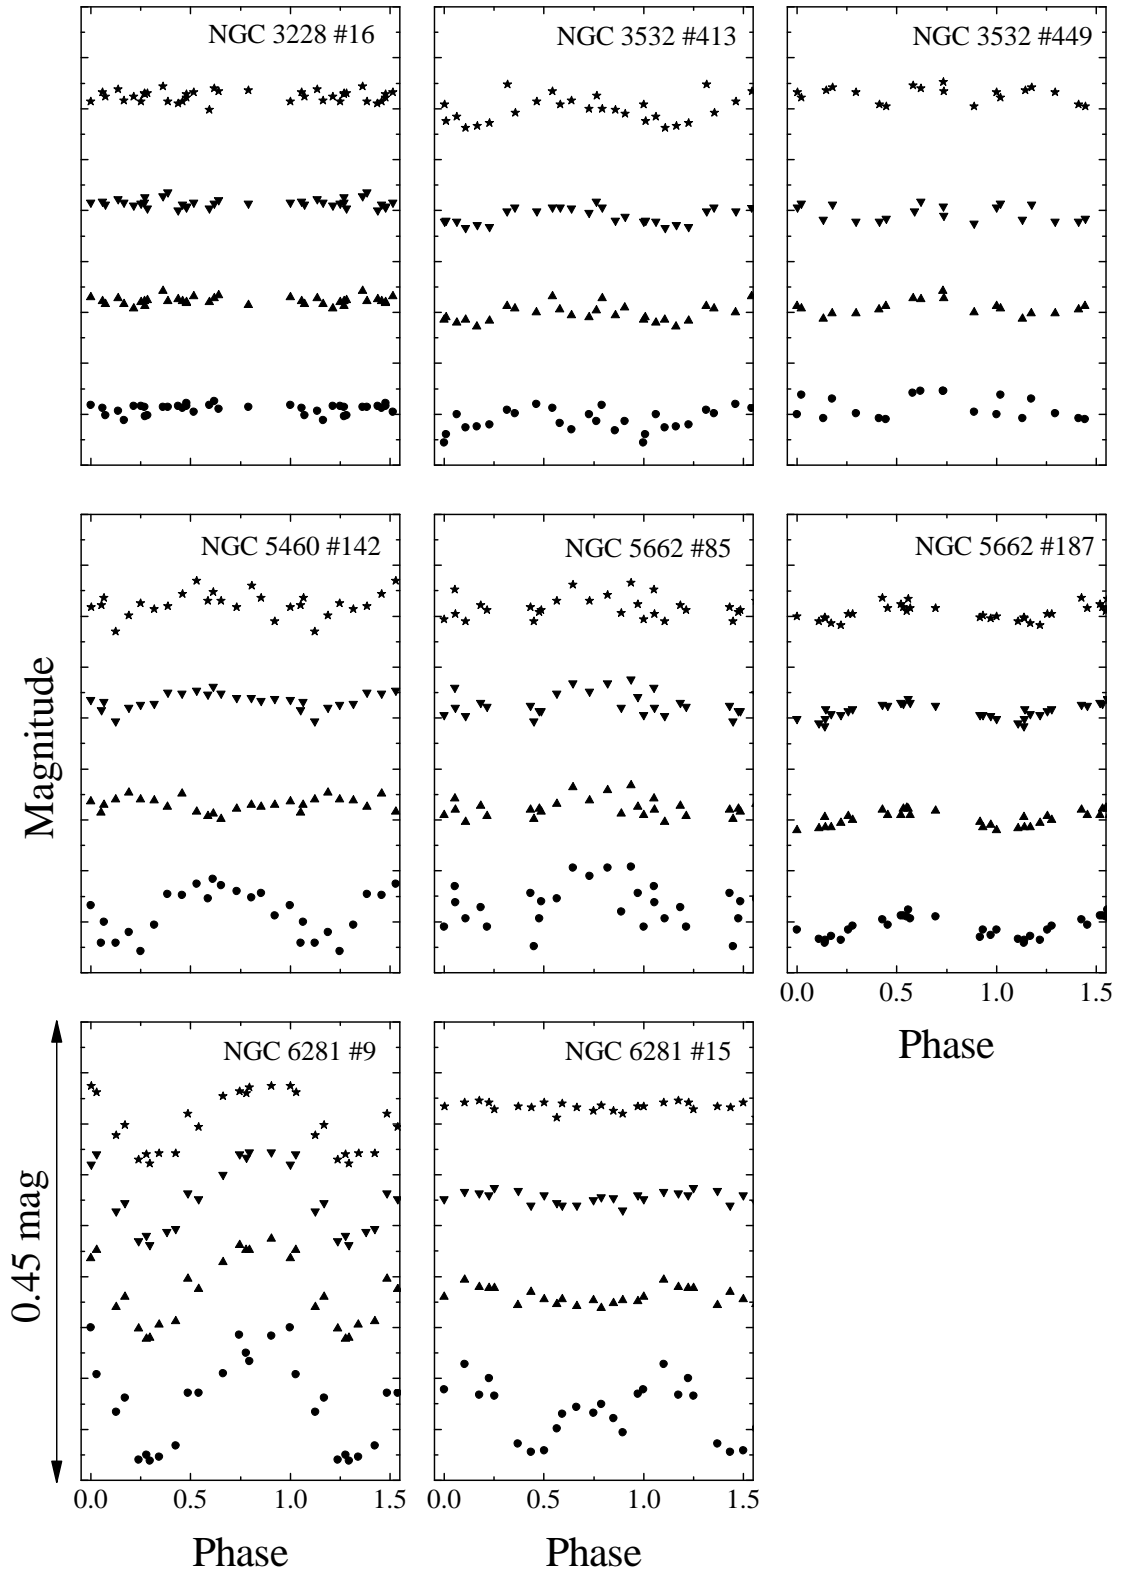 NGC 3228 #16
NGC 3532 #413
NGC 3532 #449
NGC 5460 #142
NGC 5662 #85
NGC 5662 #187
Magnitude
0.0 0.5 1.0 1.5
Phase
NGC 6281 #9
NGC 6281 #15
0.45 mag
0.0 0.5 1.0 1.5
0.0 0.5 1.0 1.5
Phase
Phase